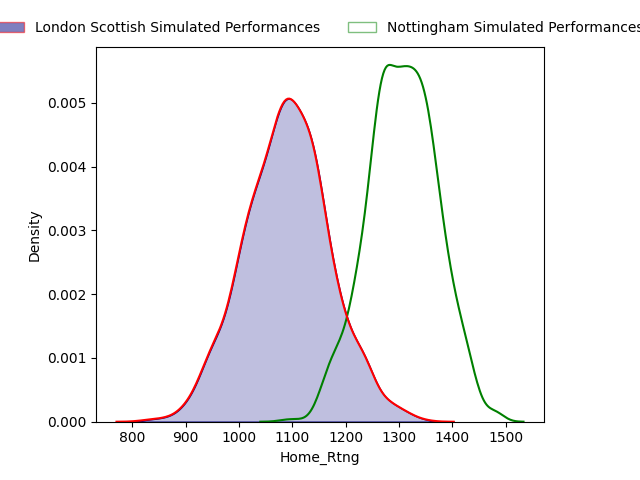 London Scottish Simulated Performances Nottingham Simulated Performances
0.005
0.004
0.003
0.002
0.001
0.000
Density
800 900 1000 1100 1200 1300 1400 1500
Home_Rtng